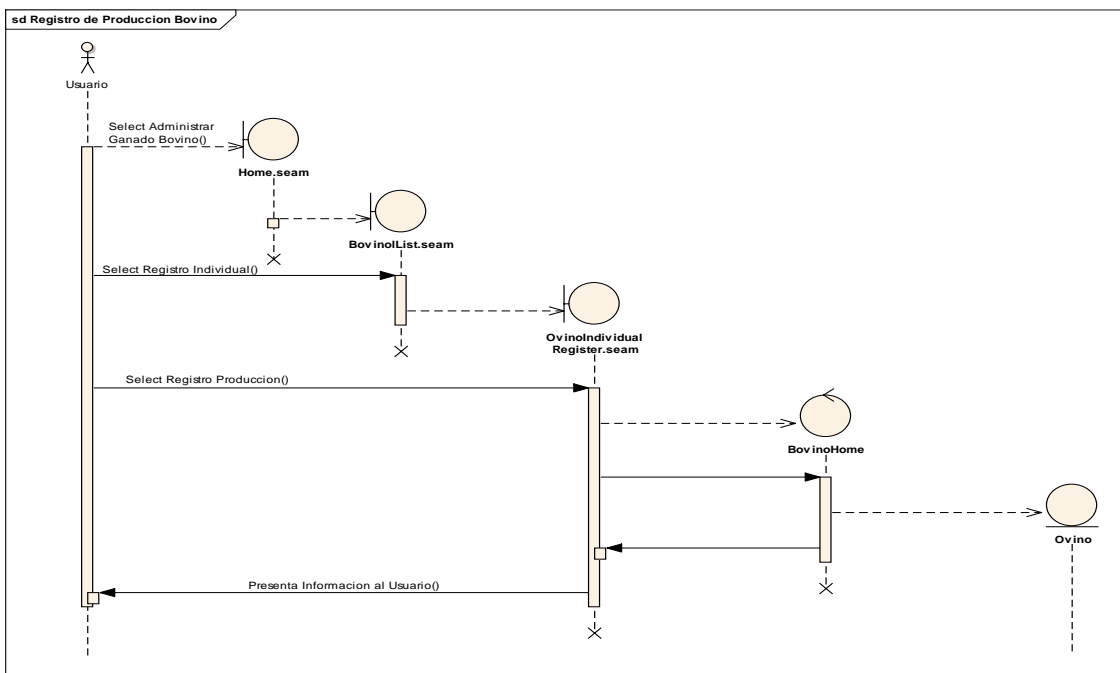 sd Registro de Produccion Bovino
Usuario
Select Administrar
Ganado Bovino()
Home.seam
BovinolList.seam
Select Registro Individual()
OvinoIndividual
Register.seam
Select Registro Produccion()
BovinoHome
Ovino
Presenta Informacion al Usuario()